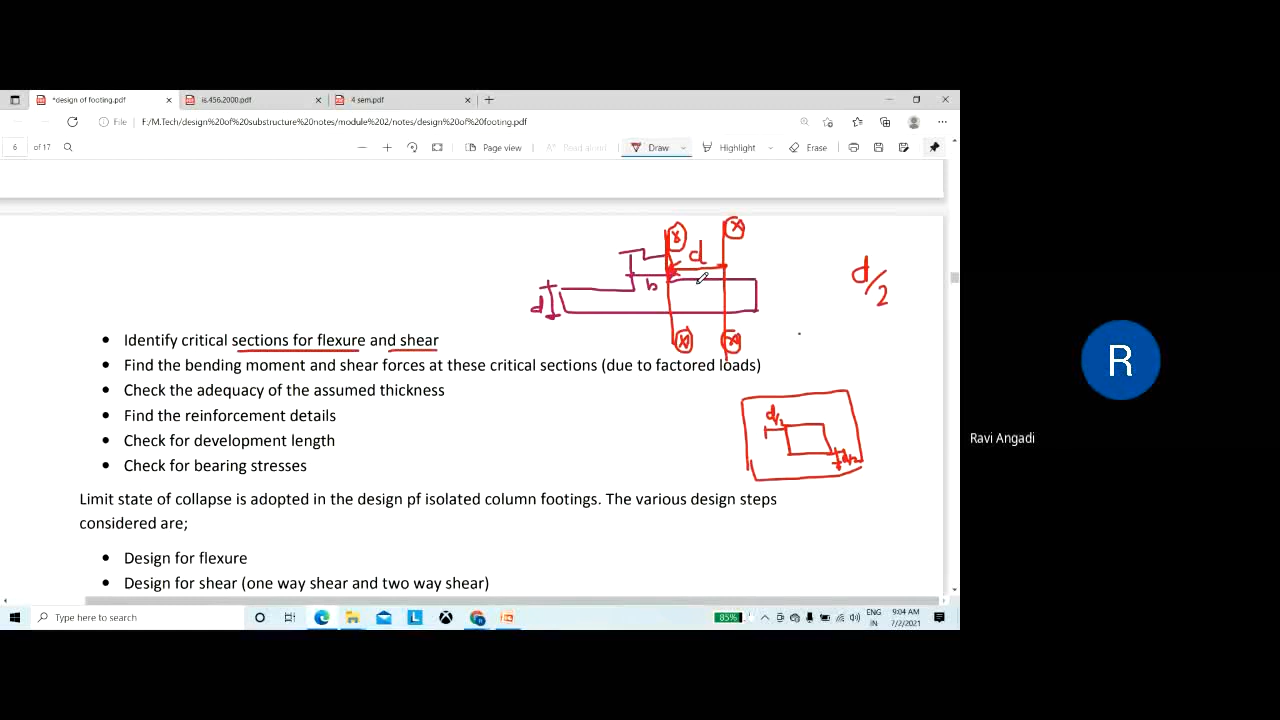 *design of footing.pdf
is.456.2000.pdf
4 sem.pdf
File
F:/M.Tech/design%20of%20substructure%20notes/module%202/notes/design%20of%20footing.pdf
6 of 17
Page view
Read aloud
Draw
Highlight
Erase
x
x
d
b
d
x
x
d/2
d/2
d/2
• Identify critical sections for flexure and shear
• Find the bending moment and shear forces at these critical sections (due to factored loads)
• Check the adequacy of the assumed thickness
• Find the reinforcement details
• Check for development length
• Check for bearing stresses
Limit state of collapse is adopted in the design pf isolated column footings. The various design steps
considered are;
• Design for flexure
• Design for shear (one way shear and two way shear)
R
Ravi Angadi
Type here to search
L
85%
ENG
IN
9:04 AM
7/2/2021